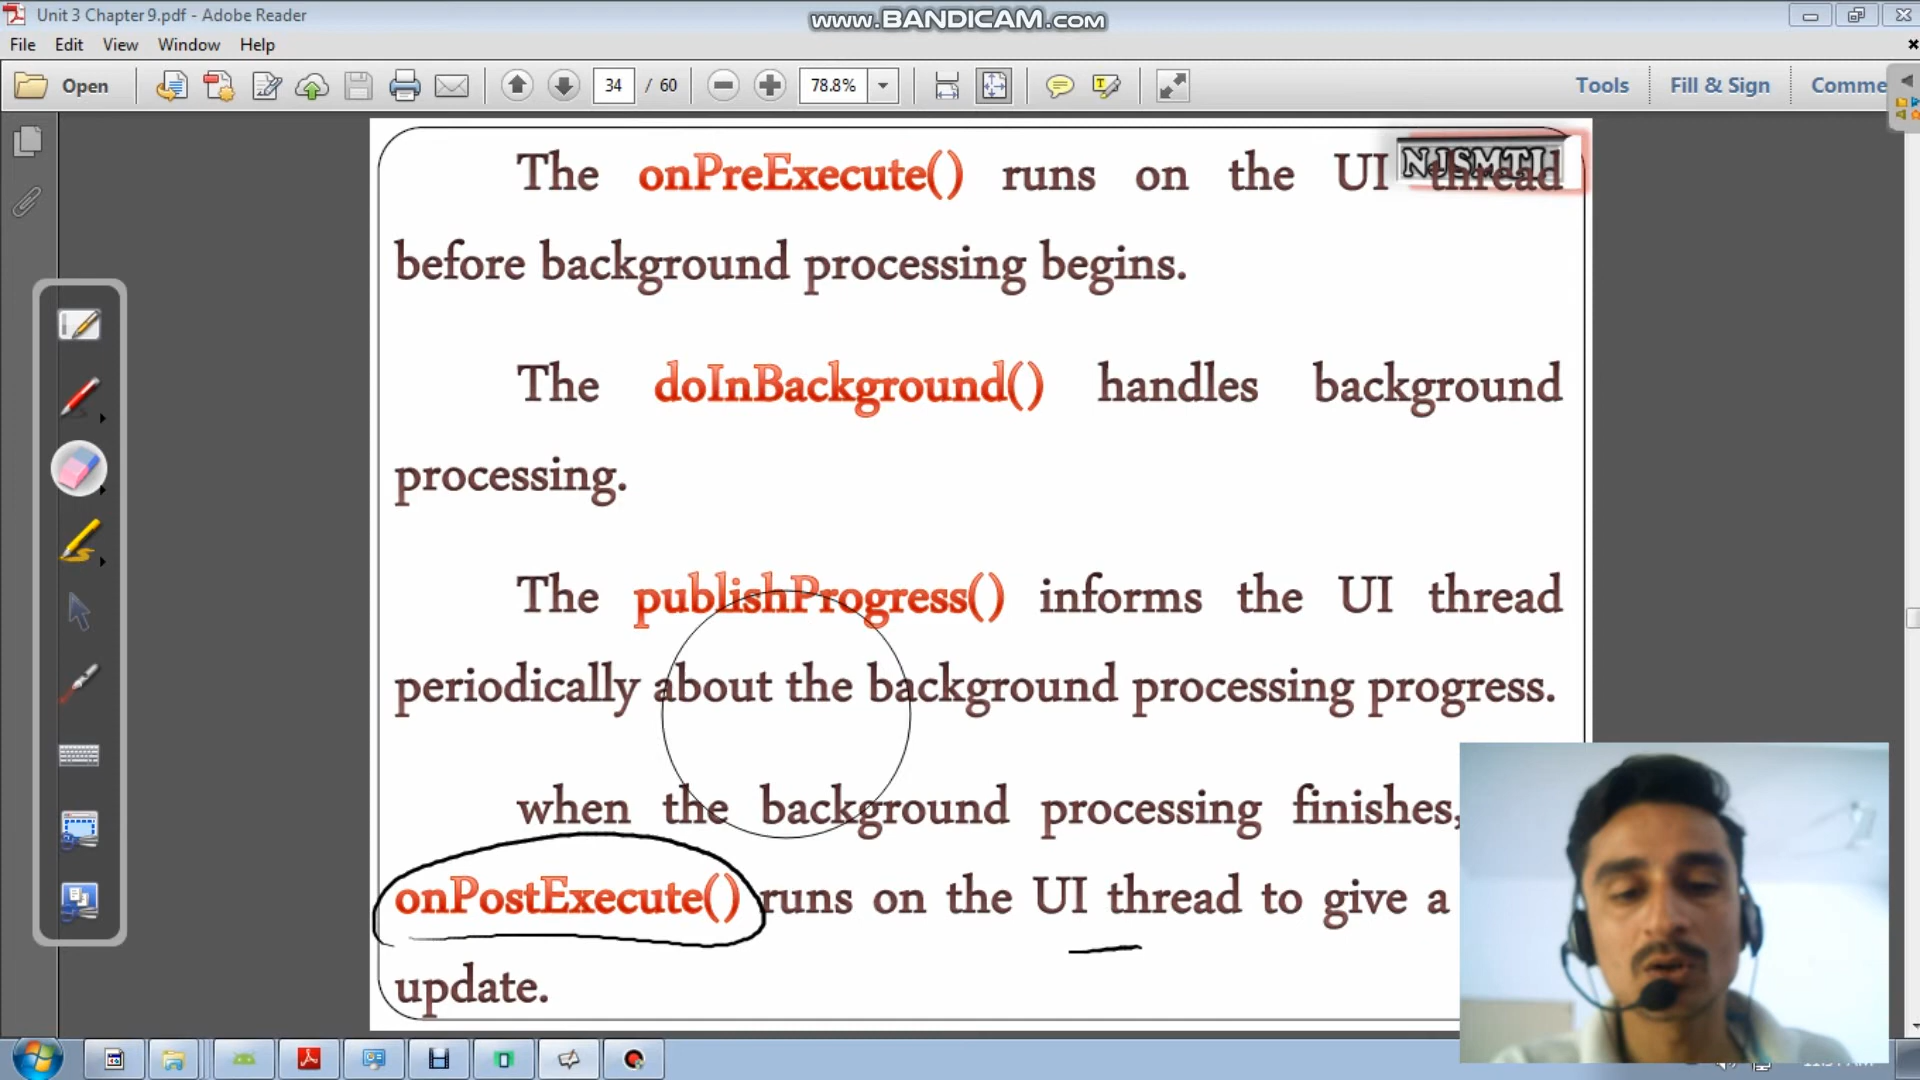 Unit 3 Chapter 9.pdf - Adobe Reader
www.BANDICAM.com
File Edit View Window Help
Open 34 / 60 78.8% Tools Fill & Sign Comme
NJSMTI
The onPreExecute() runs on the UI thread
before background processing begins.
The doInBackground() handles background
processing.
The publishProgress() informs the UI thread
periodically about the background processing progress.
when the background processing finishes,
onPostExecute() runs on the UI thread to give a
update.